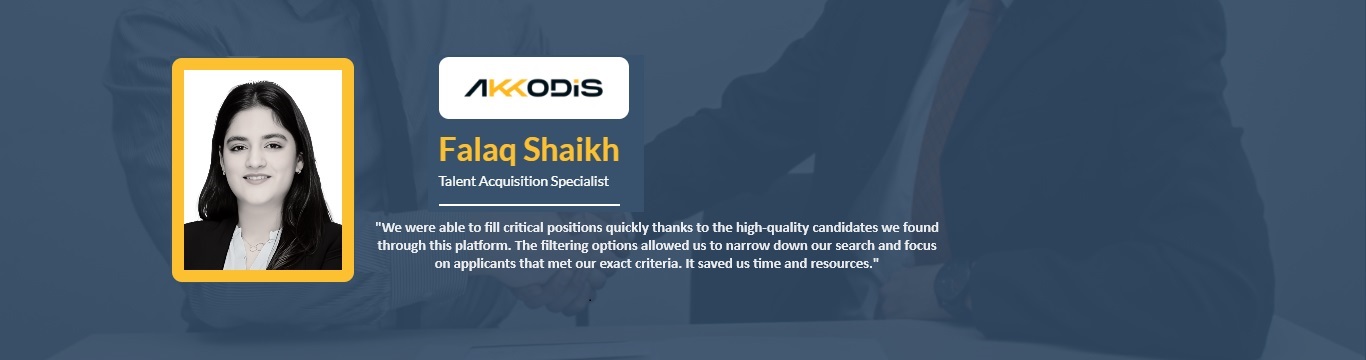 AKKODIS
Falaq Shaikh
Talent Acquisition Specialist
"We were able to fill critical positions quickly thanks to the high-quality candidates we found
through this platform. The filtering options allowed us to narrow down our search and focus
on applicants that met our exact criteria. It saved us time and resources."